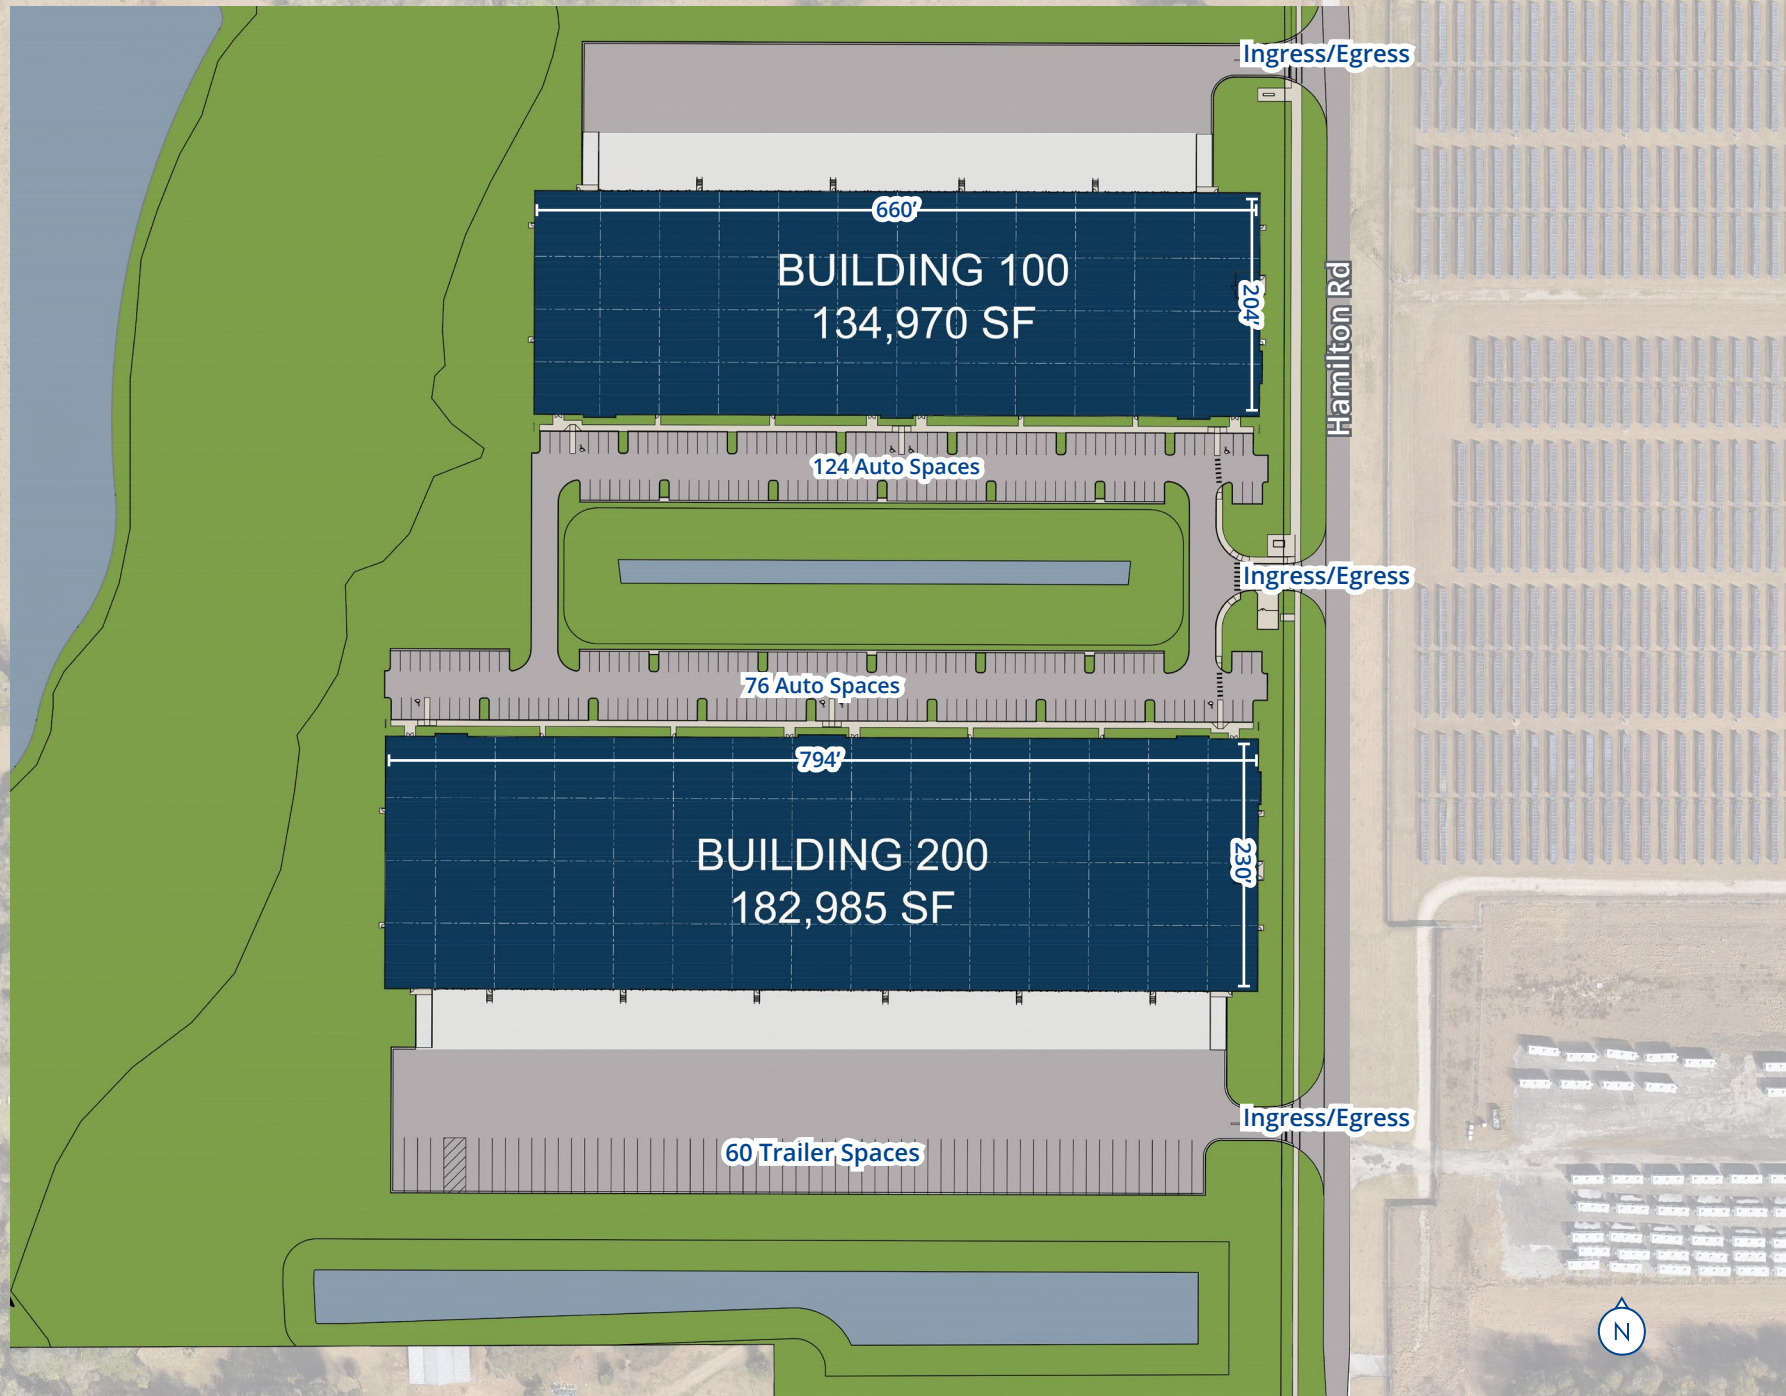 Ingress/Egress
660'
BUILDING 100
134,970 SF
204'
Hamilton Rd
124 Auto Spaces
Ingress/Egress
76 Auto Spaces
794'
BUILDING 200
182,985 SF
230'
Ingress/Egress
60 Trailer Spaces
N